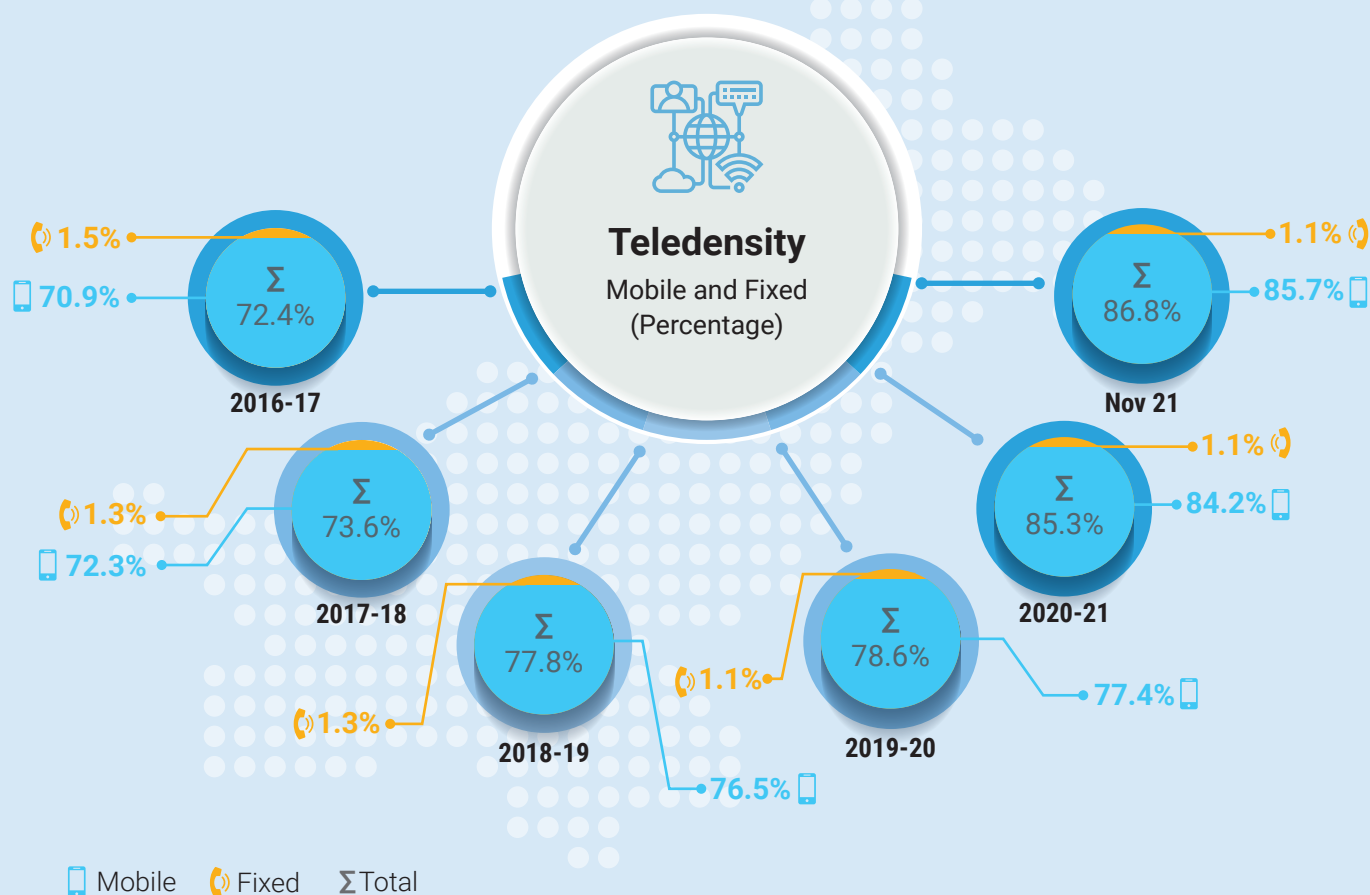 Teledensity
Mobile and Fixed
(Percentage)
1.5%
70.9%
Σ
72.4%
2016-17
1.3%
72.3%
Σ
73.6%
2017-18
1.3%
Σ
77.8%
76.5%
2018-19
1.1%
Σ
78.6%
77.4%
2019-20
1.1%
84.2%
Σ
85.3%
2020-21
1.1%
85.7%
Σ
86.8%
Nov 21
Mobile Fixed ΣTotal